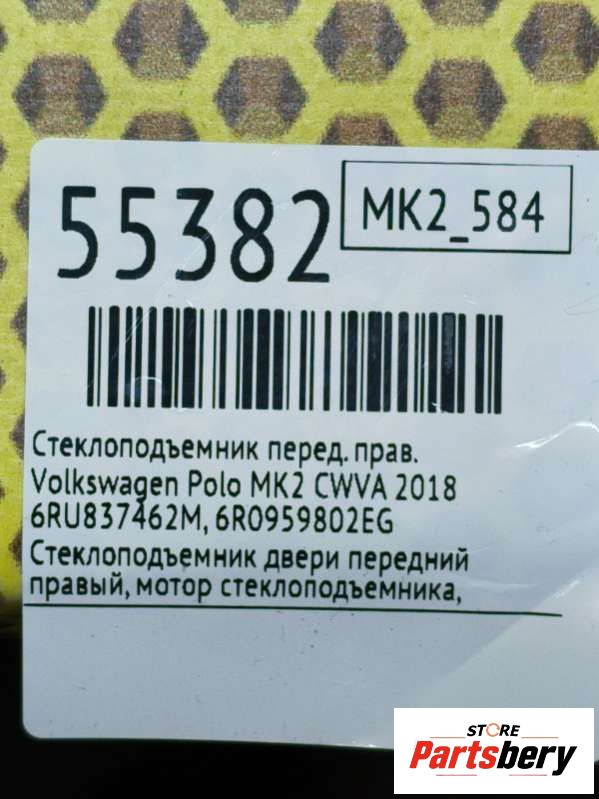 55382
MK2_584
Стеклоподъемник перед. прав.
Volkswagen Polo MK2 CWVA 2018
6RU837462M, 6R0959802EG
Стеклоподъемник двери передний
правый, мотор стеклоподъемника,
STORE
Partsbery